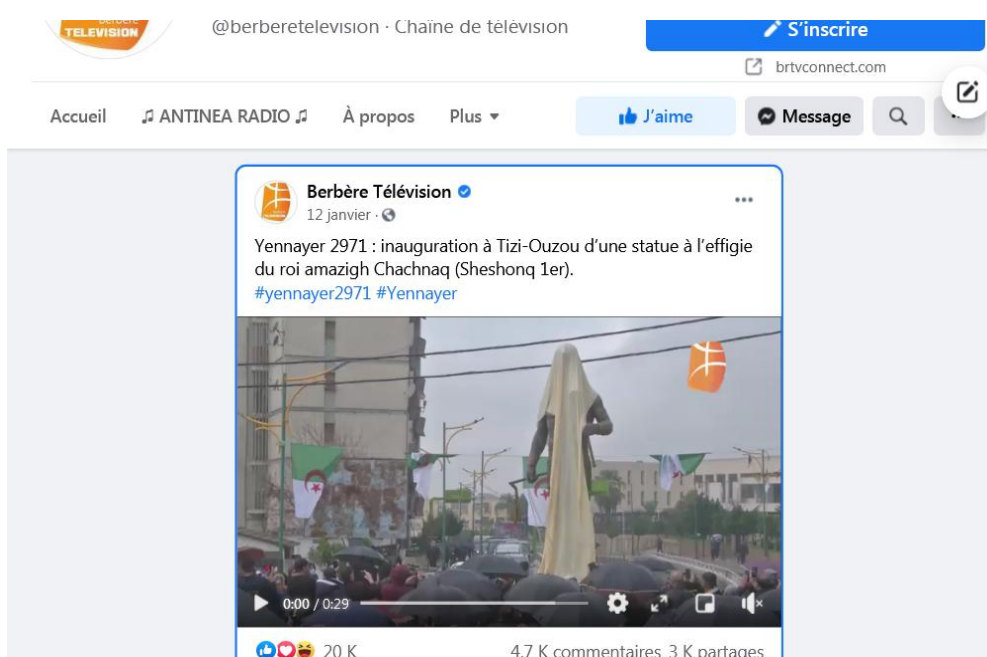 BERBÈRE
TELEVISION
@berberetelevision · Chaîne de télévision
S'inscrire
brtvconnect.com
Accueil ♫ ANTINEA RADIO ♫ À propos Plus J'aime Message
Berbère Télévision
12 janvier ·
Yennayer 2971 : inauguration à Tizi-Ouzou d'une statue à l'effigie
du roi amazigh Chachnaq (Sheshonq 1er).
#yennayer2971 #Yennayer
0:00 / 0:29
20 K 4,7 K commentaires 3 K partages